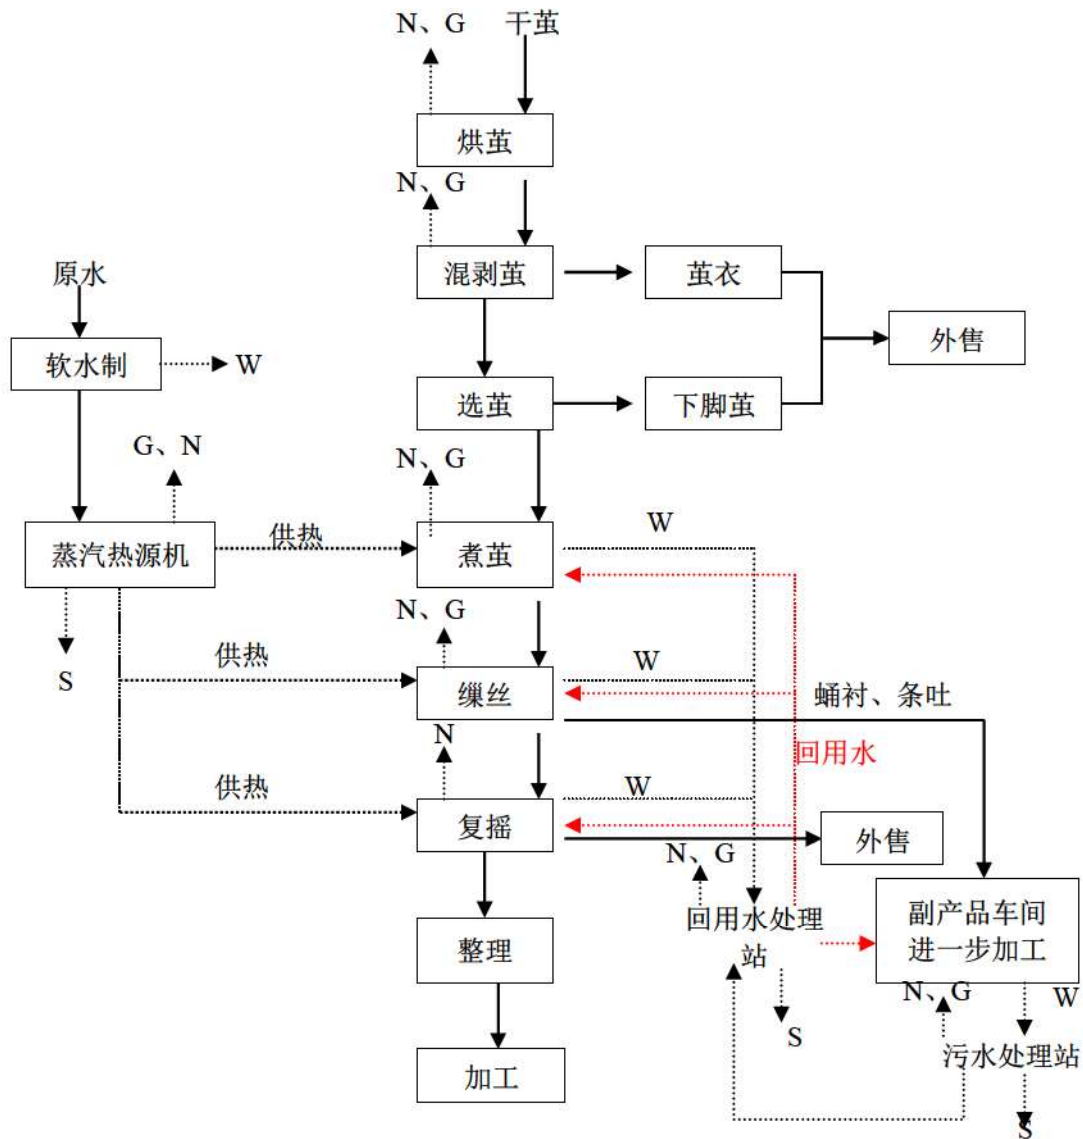 N、G 干茧
烘茧
N、G
混剥茧 茧衣
原水
外售
软水制 W
选茧 下脚茧
G、N N、G
供热 W
蒸汽热源机 煮茧
N、G
供热 W
S 缫丝 蛹衬、条吐
N 回用水
供热 W
复摇 外售
N、G
回用水处理 副产品车间
站 进一步加工
整理
N、G W
S 污水处理站
加工
S